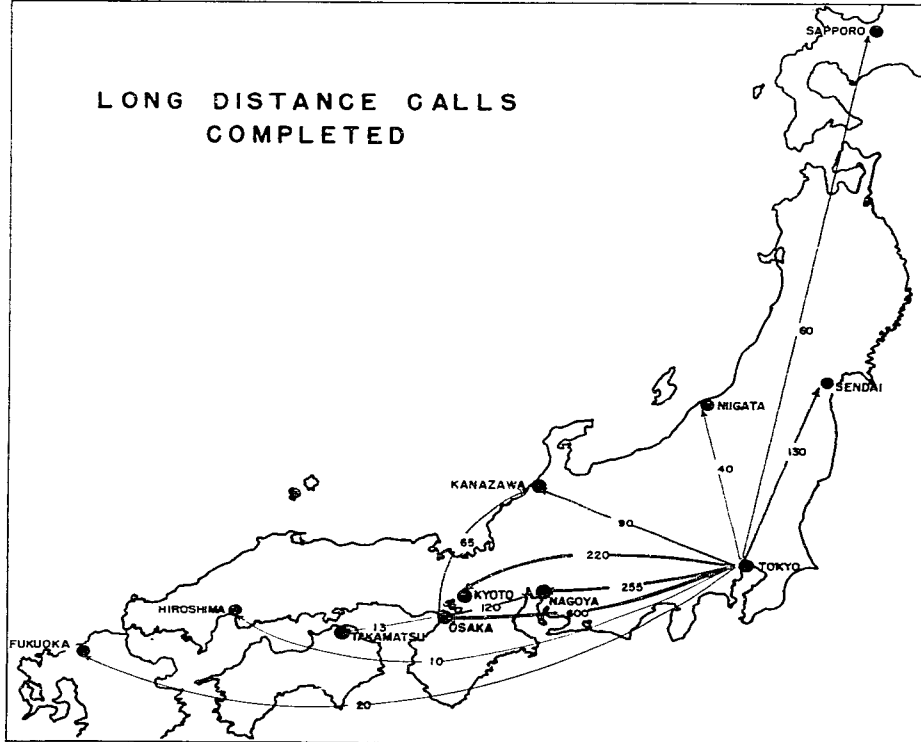 SAPPORO
LONG DISTANCE CALLS
COMPLETED
60
SENDAI
NIIGATA
130
40
KANAZAWA
90
65
220
TOKYO
KYOTO
255
NAGOYA
HIROSHIMA
120
600
13
OSAKA
TAKAMATSU
FUKUOKA
10
20